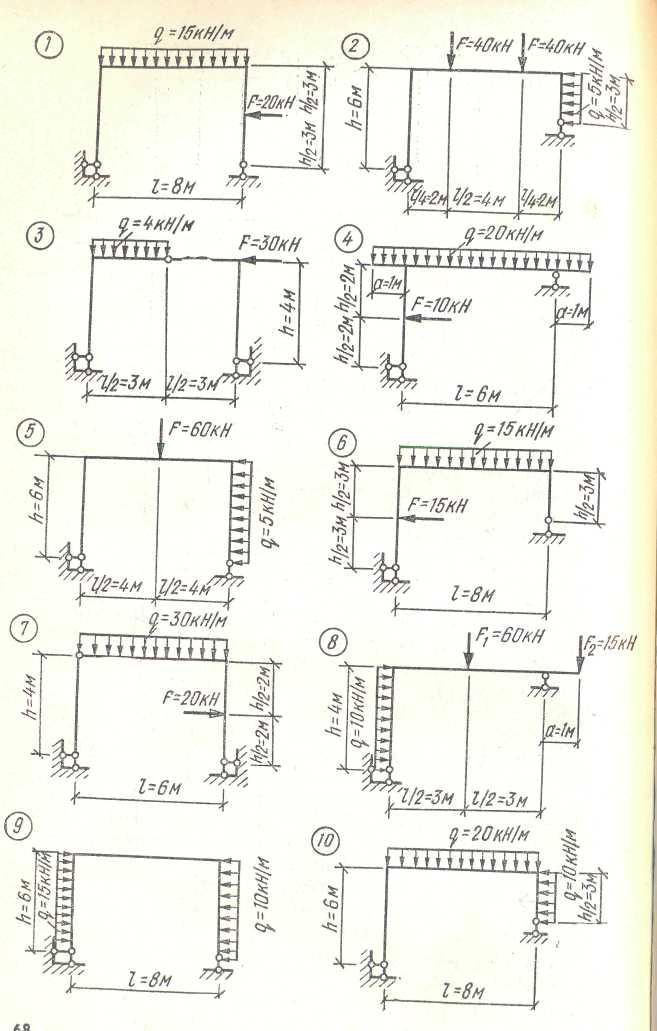 1
q=15кН/м
F=20кН
h/2=3м
h/2=3м
l=8м
2
F=40кН
F=40кН
h=6м
q=5кН/м
h/2=3м
l/4=2м
l/2=4м
l/4=2м
3
q=4кН/м
F=30кН
h=4м
l/2=3м
l/2=3м
4
q=20кН/м
a=1м
h/2=2м
F=10кН
h/2=2м
a=1м
l=6м
5
F=60кН
h=6м
q=5кН/м
l/2=4м
l/2=4м
6
q=15кН/м
h/2=3м
F=15кН
h/2=3м
h/2=3м
l=8м
7
q=30кН/м
h=4м
F=20кН
h/2=2м
h/2=2м
l=6м
8
F₁=60кН
F₂=15кН
h=4м
q=10кН/м
a=1м
l/2=3м
l/2=3м
9
h=6м
q=15кН/м
q=10кН/м
l=8м
10
q=20кН/м
h=6м
q=10кН/м
h/2=3м
l=8м
68